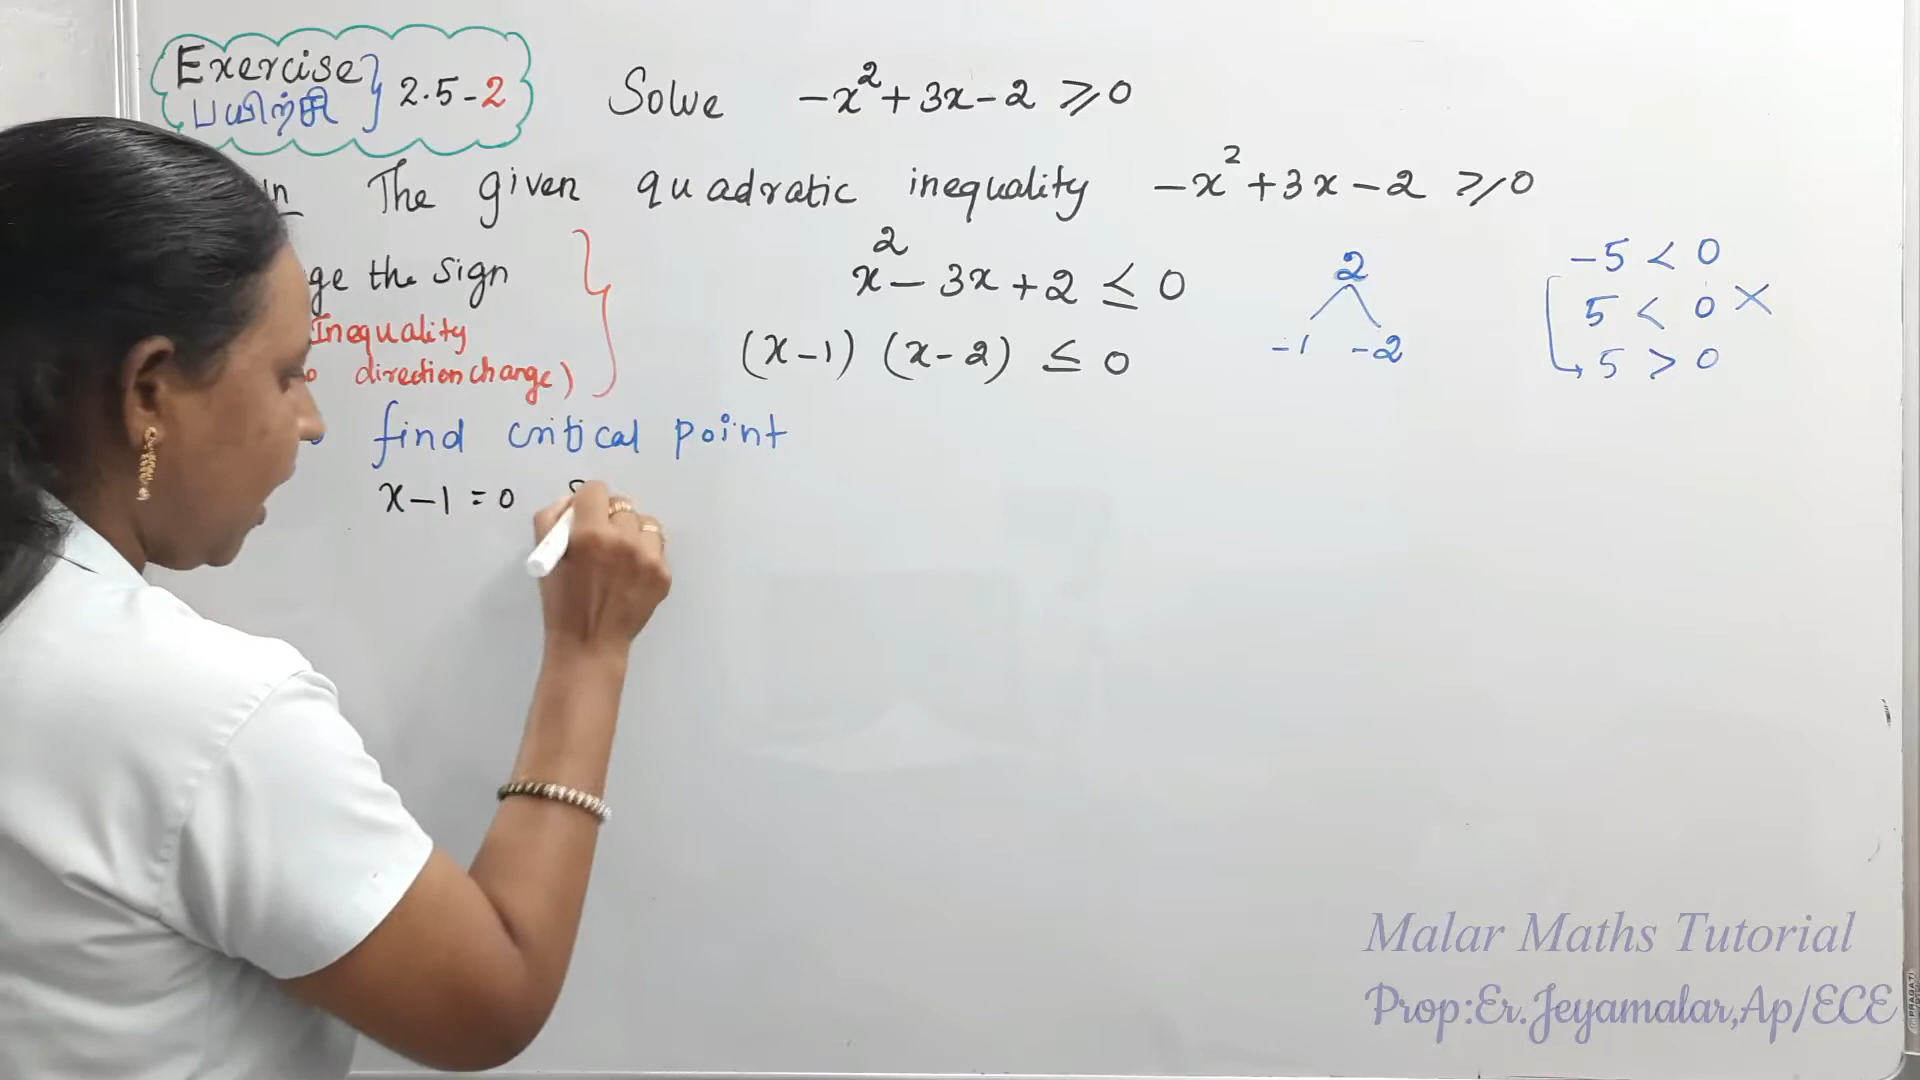 Exercise
பயிற்சி } 2.5-2
Solve -x² + 3x - 2 ≥ 0
The given quadratic inequality -x² + 3x - 2 ≥ 0
the sign
x² - 3x + 2 ≤ 0
Inequality
direction change)
(x-1) (x-2) ≤ 0
2
-1 -2
-5 < 0
5 < 0 ×
5 > 0
find critical point
x-1 = 0
Malar Maths Tutorial
Prop:Er.Jeyamalar,Ap/ECE